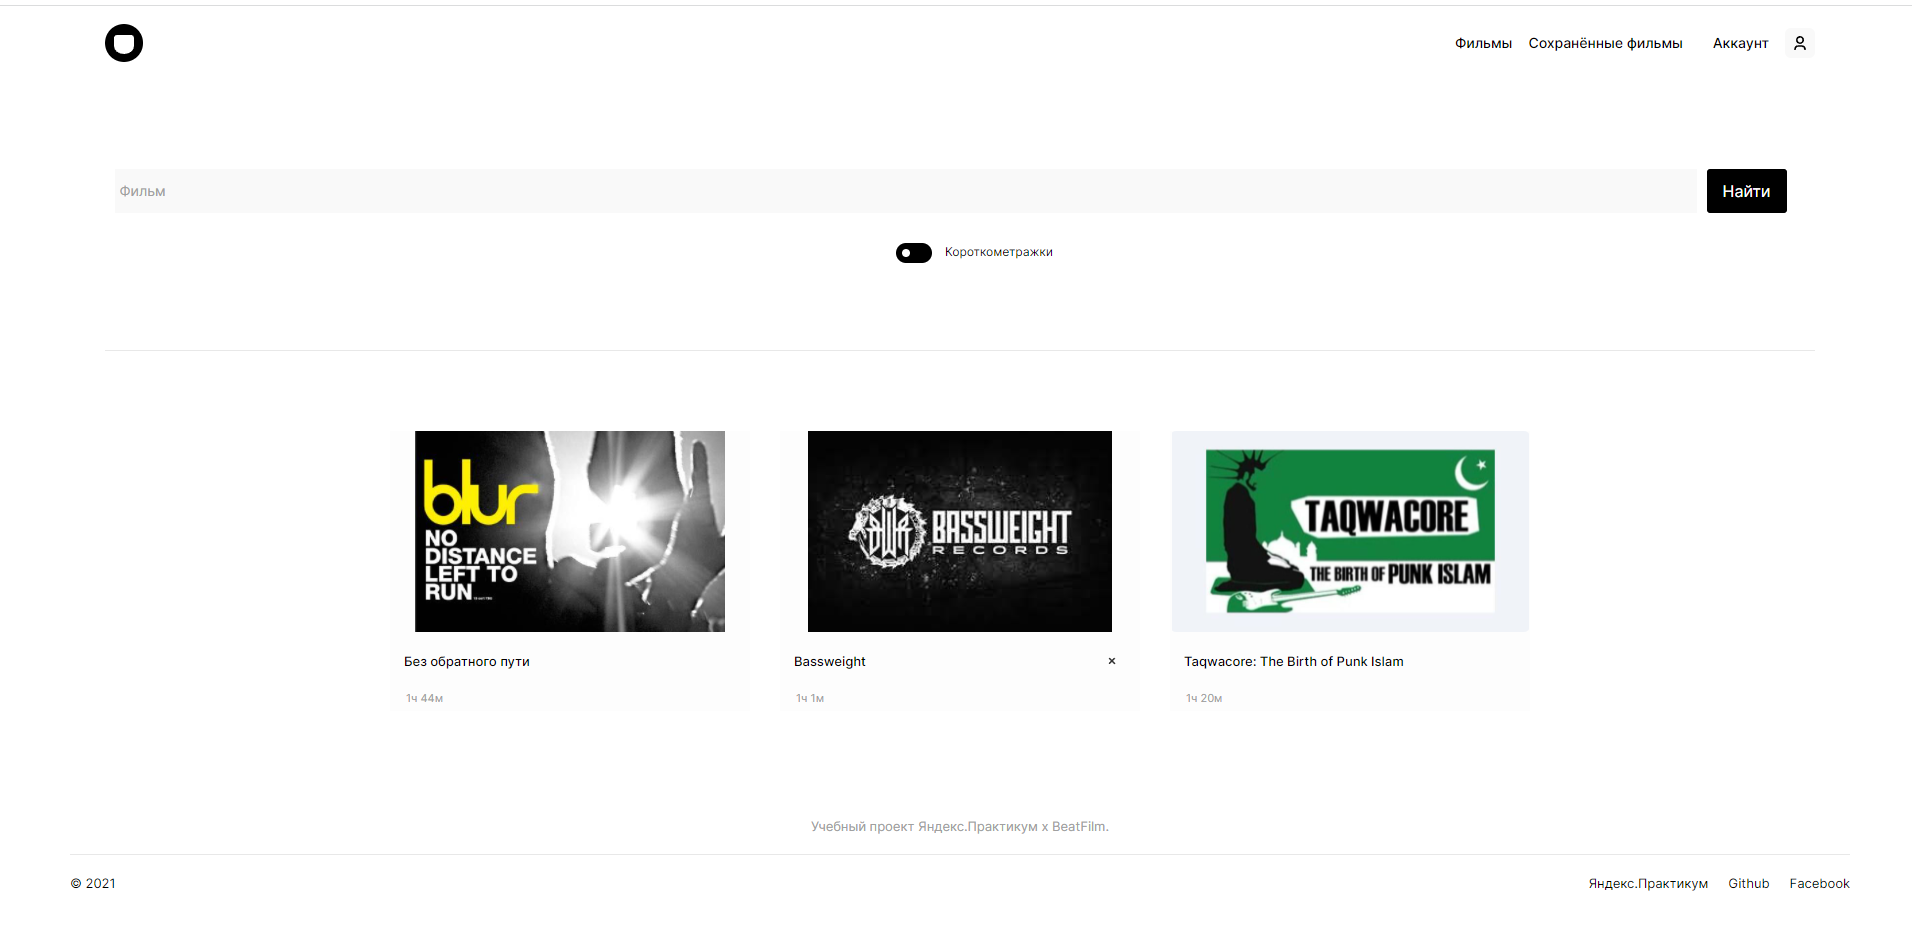 Фильмы Сохранённые фильмы Аккаунт
Фильм
Найти
Короткометражки
blur
NO
DISTANCE
LEFT TO
RUN
BWR BASSWEIGHT
RECORDS
TAQWACORE
THE BIRTH OF PUNK ISLAM
Без обратного пути
1ч 44м
Bassweight
×
1ч 1м
Taqwacore: The Birth of Punk Islam
1ч 20м
Учебный проект Яндекс.Практикум х BeatFilm.
© 2021
Яндекс.Практикум Github Facebook